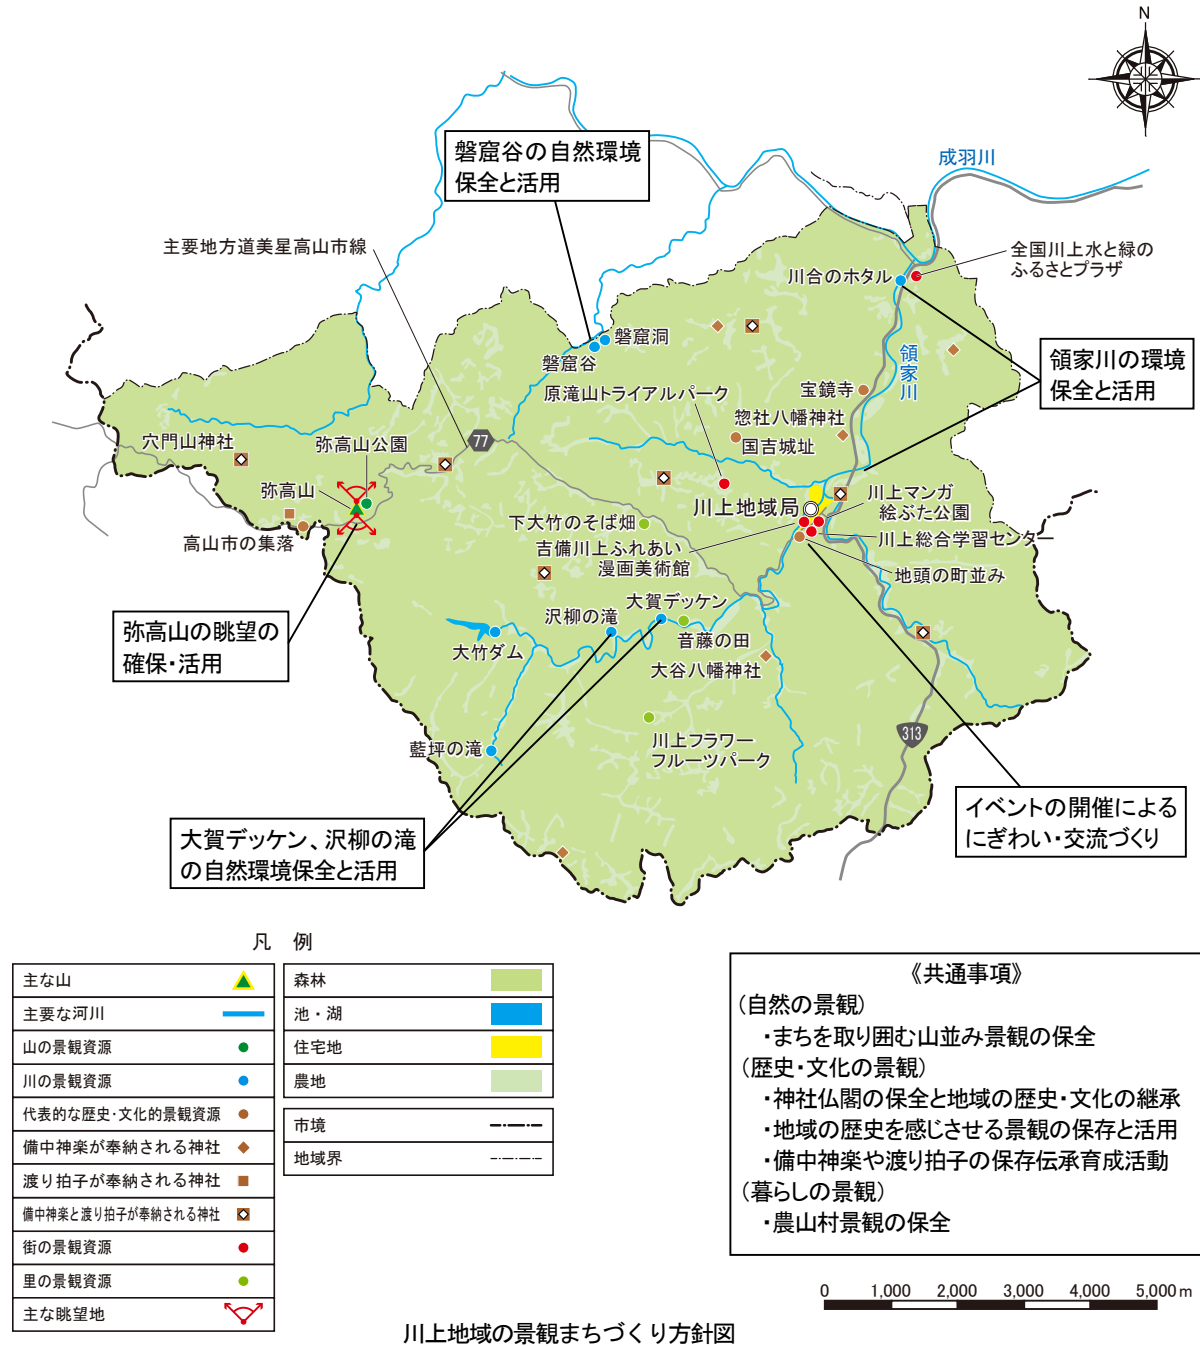 N
磐窟谷の自然環境
保全と活用
成羽川
主要地方道美星高山市線
全国川上水と緑の
ふるさとプラザ
川合のホタル
磐窟洞
磐窟谷
領家川
領家川の環境
保全と活用
原滝山トライアルパーク
宝鏡寺
惣社八幡神社
国吉城址
77
穴門山神社
弥高山公園
弥高山
高山市の集落
川上地域局
川上マンガ
絵ぶた公園
下大竹のそば畑
吉備川上ふれあい
漫画美術館
川上総合学習センター
地頭の町並み
大賀デッケン
沢柳の滝
音藤の田
大竹ダム
大谷八幡神社
弥高山の眺望の
確保・活用
313
川上フラワー
フルーツパーク
藍坪の滝
イベントの開催による
にぎわい・交流づくり
大賀デッケン、沢柳の滝
の自然環境保全と活用
凡 例
主な山
主要な河川
山の景観資源
川の景観資源
代表的な歴史・文化的景観資源
備中神楽が奉納される神社
渡り拍子が奉納される神社
備中神楽と渡り拍子が奉納される神社
街の景観資源
里の景観資源
主な眺望地
森林
池・湖
住宅地
農地
市境
地域界
《共通事項》
(自然の景観)
・まちを取り囲む山並み景観の保全
(歴史・文化の景観)
・神社仏閣の保全と地域の歴史・文化の継承
・地域の歴史を感じさせる景観の保存と活用
・備中神楽や渡り拍子の保存伝承育成活動
(暮らしの景観)
・農山村景観の保全
0 1,000 2,000 3,000 4,000 5,000m
川上地域の景観まちづくり方針図